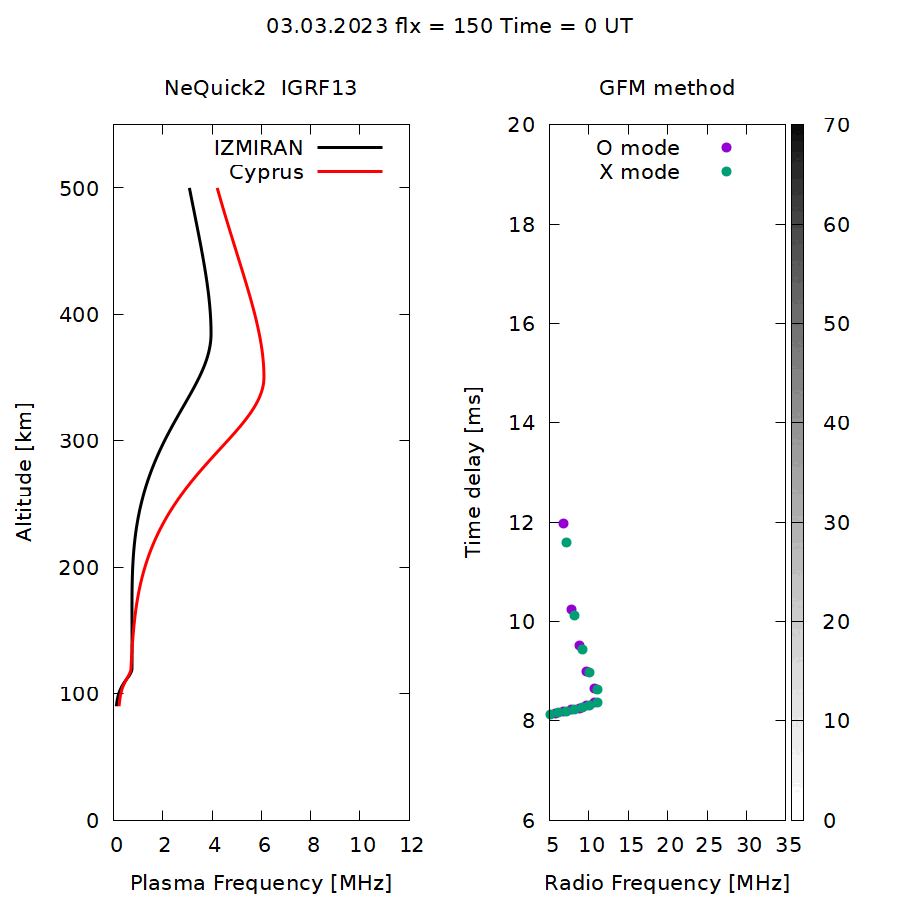 03.03.2023 flx = 150 Time = 0 UT
NeQuick2 IGRF13
IZMIRAN
Cyprus
500
400
300
200
100
0
Altitude [km]
0 2 4 6 8 10 12
Plasma Frequency [MHz]
GFM method
O mode
X mode
20
18
16
14
12
10
8
6
Time delay [ms]
5 10 15 20 25 30 35
Radio Frequency [MHz]
70
60
50
40
30
20
10
0